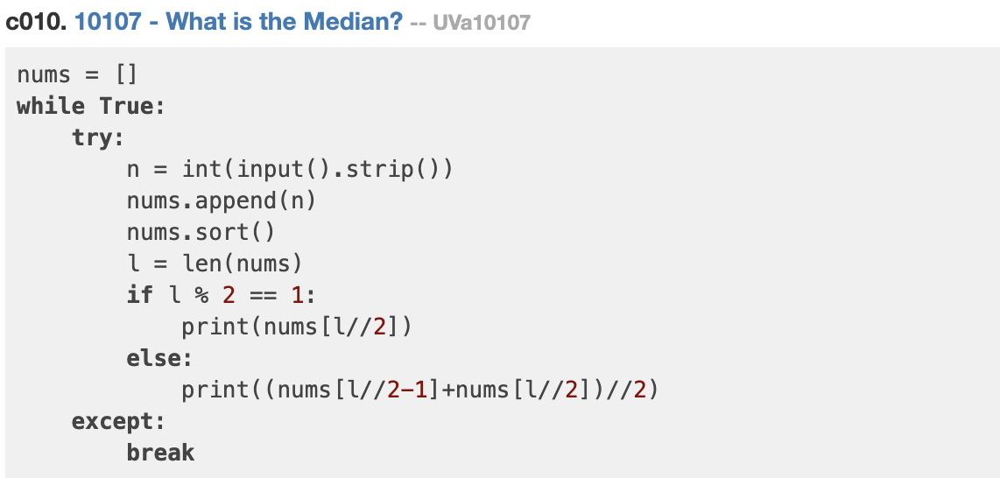 c010. 10107 - What is the Median? -- UVa10107
nums = []
while True:
    try:
        n = int(input().strip())
        nums.append(n)
        nums.sort()
        l = len(nums)
        if l % 2 == 1:
            print(nums[l//2])
        else:
            print((nums[l//2-1]+nums[l//2])//2)
    except:
        break